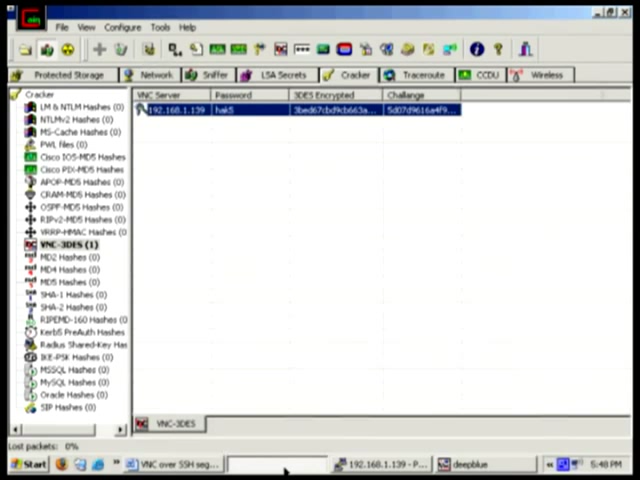 Cain
File View Configure Tools Help
Protected Storage Network Sniffer LSA Secrets Cracker Traceroute CCDU Wireless
Cracker
LM & NTLM Hashes (0)
NTLMv2 Hashes (0)
MS-Cache Hashes (0)
PWL files (0)
Cisco IOS-MD5 Hashes
Cisco PIX-MD5 Hashes
APOP-MD5 Hashes (0)
CRAM-MD5 Hashes (0)
OSPF-MD5 Hashes (0)
RIPv2-MD5 Hashes (0)
VRRP-HMAC Hashes (0)
VNC-3DES (1)
MD2 Hashes (0)
MD4 Hashes (0)
MD5 Hashes (0)
SHA-1 Hashes (0)
SHA-2 Hashes (0)
RIPEMD-160 Hashes (0)
Kerb5 PreAuth Hashes
Radius Shared-Key Has
IKE-PSK Hashes (0)
MSSQL Hashes (0)
MySQL Hashes (0)
Oracle Hashes (0)
SIP Hashes (0)
VNC Server Password 3DES Encrypted Challange
192.168.1.139 hak5
VNC-3DES
Lost packets: 0%
Start VNC over SSH seg... 192.168.1.139 - P... deepblue 5:48 PM